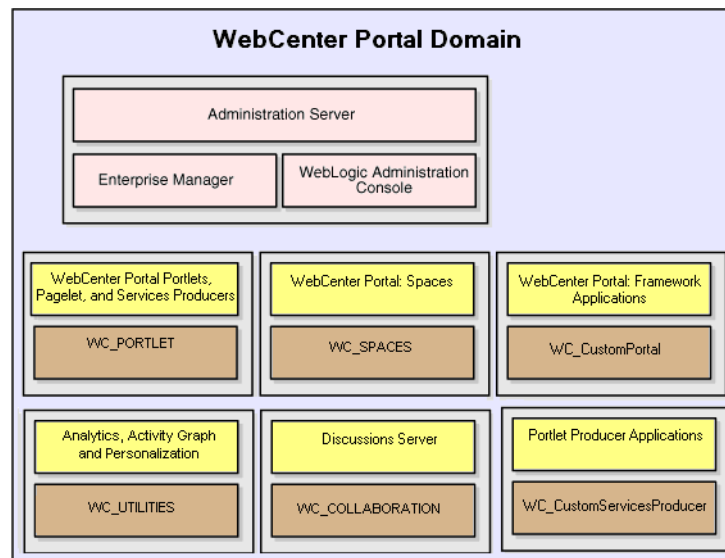 WebCenter Portal Domain
Administration Server
Enterprise Manager
WebLogic Administration
Console
WebCenter Portal Portlets,
Pagelet, and Services Producers
WC_PORTLET
WebCenter Portal: Spaces
WC_SPACES
WebCenter Portal: Framework
Applications
WC_CustomPortal
Analytics, Activity Graph
and Personalization
WC_UTILITIES
Discussions Server
WC_COLLABORATION
Portlet Producer Applications
WC_CustomServicesProducer